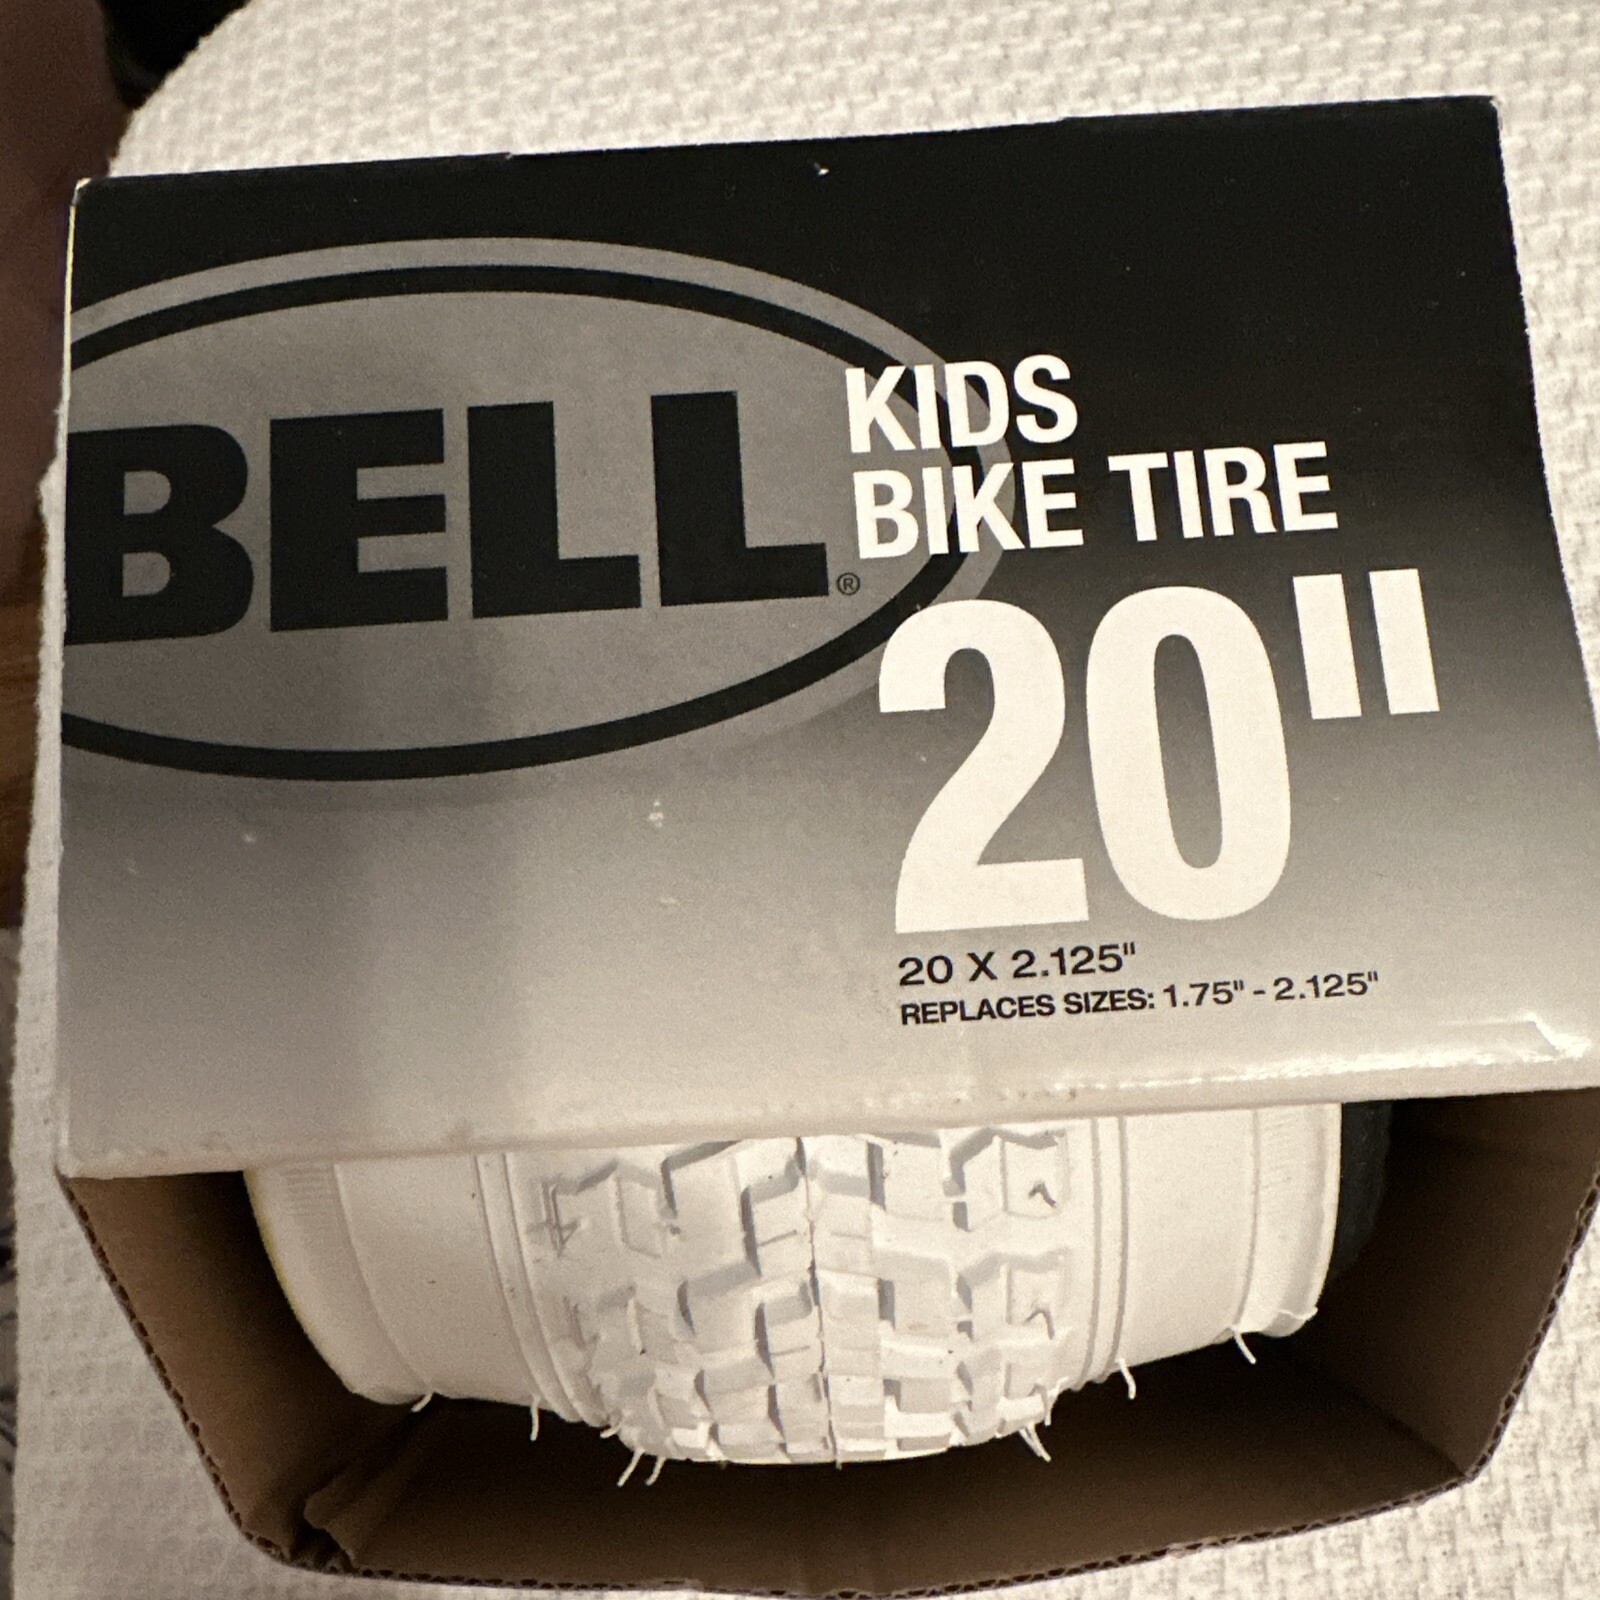 BELL®
KIDS
BIKE TIRE
20"
20 X 2.125"
REPLACES SIZES: 1.75" - 2.125"